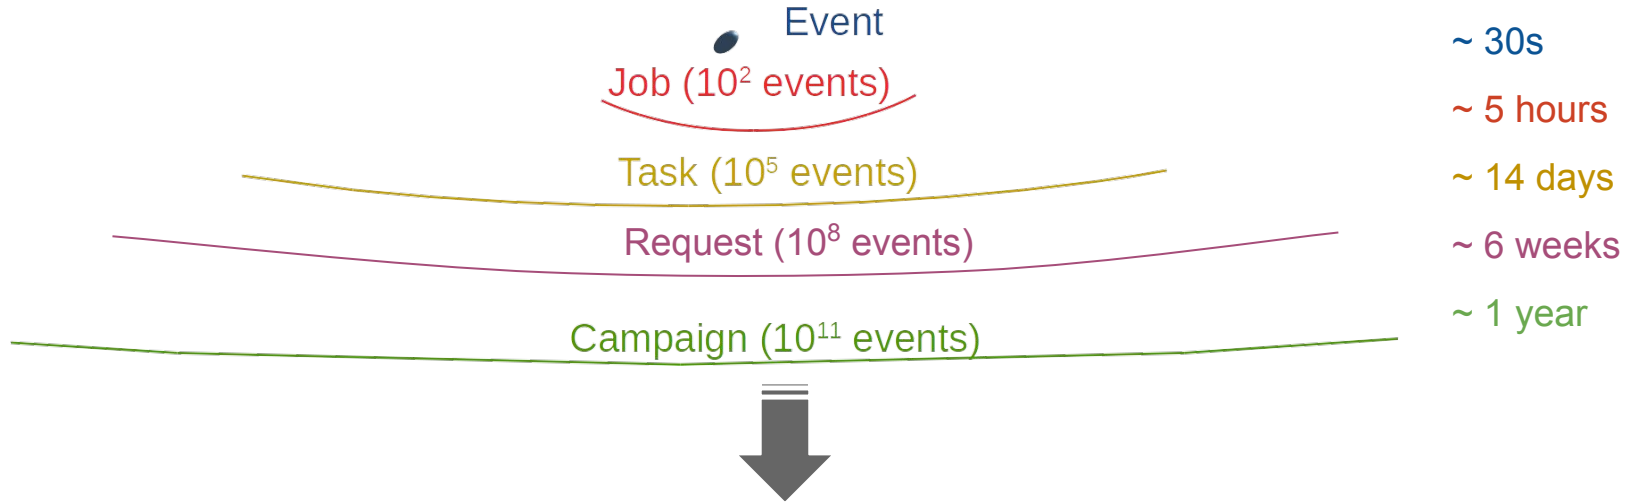 Event
~ 30s
Job (10² events)
~ 5 hours
Task (10⁵ events)
~ 14 days
Request (10⁸ events)
~ 6 weeks
Campaign (10¹¹ events)
~ 1 year